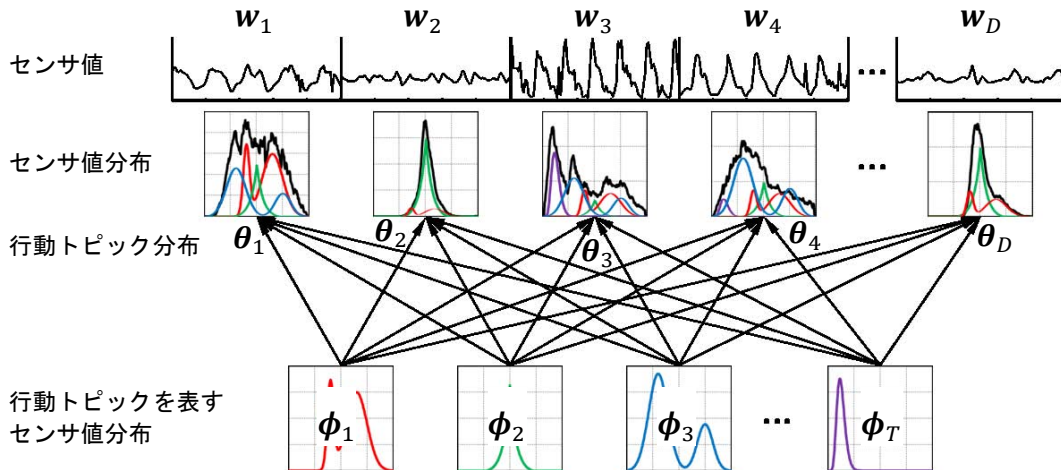 w₁ w₂ w₃ w₄ w_D
センサ値 ...
センサ値分布 ...
行動トピック分布 θ₁ θ₂ θ₃ θ₄ θ_D
行動トピックを表す
センサ値分布
ϕ₁ ϕ₂ ϕ₃ ... ϕ_T